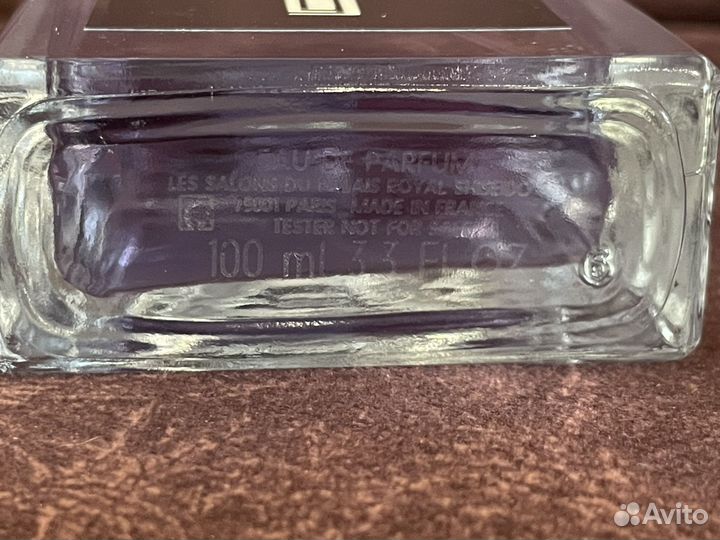 EAU DE PARFUM
LES SALONS DU PALAIS ROYAL SHISEIDO
75001 PARIS MADE IN FRANCE
TESTER NOT FOR SALE
100 mL 3.3 Fl. OZ
6
Avito